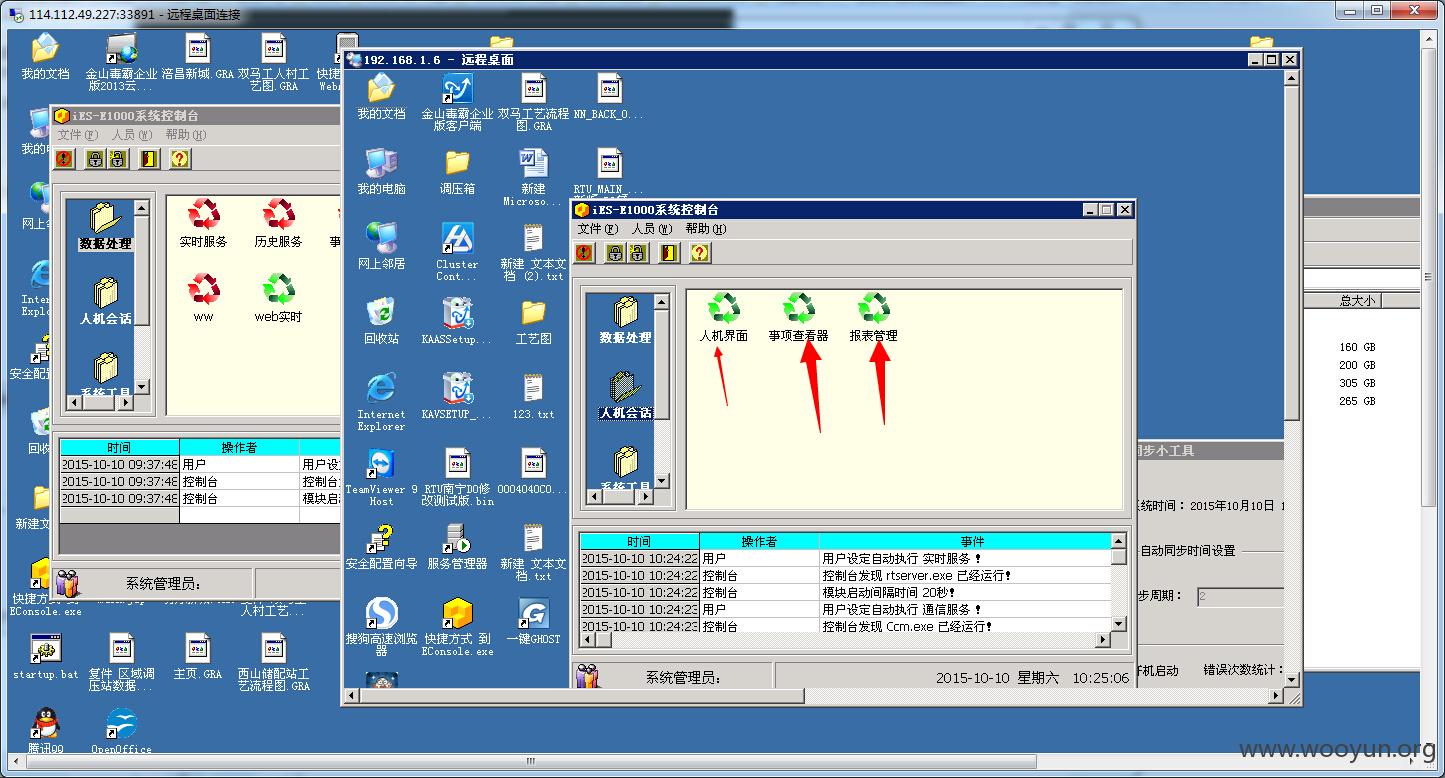 114.112.49.227:33891 - 远程桌面连接
我的文档
金山毒霸企业
版2013云...
涪昌新城.GRA
双马工人村工
艺图.GRA
192.168.1.6 - 远程桌面
iES-E1000系统控制台
文件(F) 人员(W) 帮助(H)
数据处理
人机会话
系统工具
实时服务
历史服务
ww
web实时
时间 操作者
2015-10-10 09:37:48 用户 用户设
2015-10-10 09:37:48 控制台 控制台
2015-10-10 09:37:48 控制台 模块启
系统管理员:
EConsole.exe
人村工艺...
startup.bat
复件 区域调
压站数据...
主页.GRA
西山储配站工
艺流程图.GRA
腾讯QQ
OpenOffice
我的文档
金山毒霸企业
版客户端
双马工艺流程
图.GRA
NN_BACK_O...
我的电脑
调压箱
新建
Microso...
RTU_MAIN_...
网上邻居
Cluster
Cont...
新建 文本文
档 (2).txt
回收站
KAASSetup...
工艺图
Internet
Explorer
KAVSETUP_...
123.txt
TeamViewer 9
Host
RTU南宁DO修
改测试版.bin
0004040C0...
安全配置向导
服务管理器
新建 文本文
档.txt
搜狗高速浏览
器
快捷方式 到
EConsole.exe
一键GHOST
iES-E1000系统控制台
文件(F) 人员(W) 帮助(H)
数据处理
人机会话
系统工具
人机界面
事项查看器
报表管理
时间 操作者 事件
2015-10-10 10:24:22 用户 用户设定自动执行 实时服务 !
2015-10-10 10:24:22 控制台 控制台发现 rtserver.exe 已经运行!
2015-10-10 10:24:22 控制台 模块启动间隔时间 20秒!
2015-10-10 10:24:23 用户 用户设定自动执行 通信服务 !
2015-10-10 10:24:23 控制台 控制台发现 Ccm.exe 已经运行!
系统管理员:
2015-10-10 星期六 10:25:06
总大小
160 GB
200 GB
305 GB
265 GB
同步小工具
系统时间：2015年10月10日 1
自动同步时间设置
步周期： 2
开机启动 错误次数统计：
www.wooyun.org